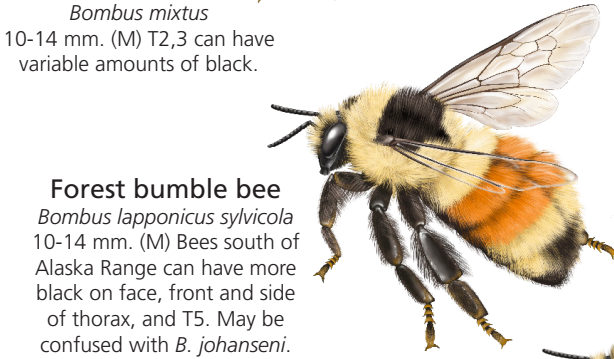 Bombus mixtus
10-14 mm. (M) T2,3 can have
variable amounts of black.
Forest bumble bee
Bombus lapponicus sylvicola
10-14 mm. (M) Bees south of
Alaska Range can have more
black on face, front and side
of thorax, and T5. May be
confused with B. johanseni.